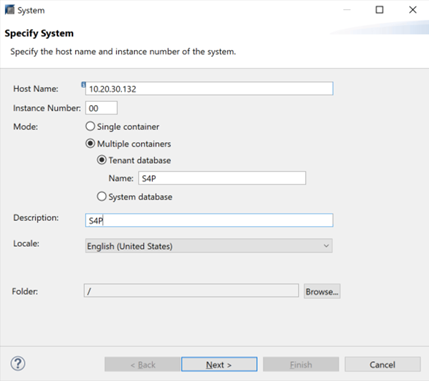 System
Specify System
Specify the host name and instance number of the system.
Host Name: 10.20.30.132
Instance Number: 00
Mode: Single container
Multiple containers
Tenant database
Name: S4P
System database
Description: S4P
Locale: English (United States)
Folder: / Browse...
? < Back Next > Finish Cancel